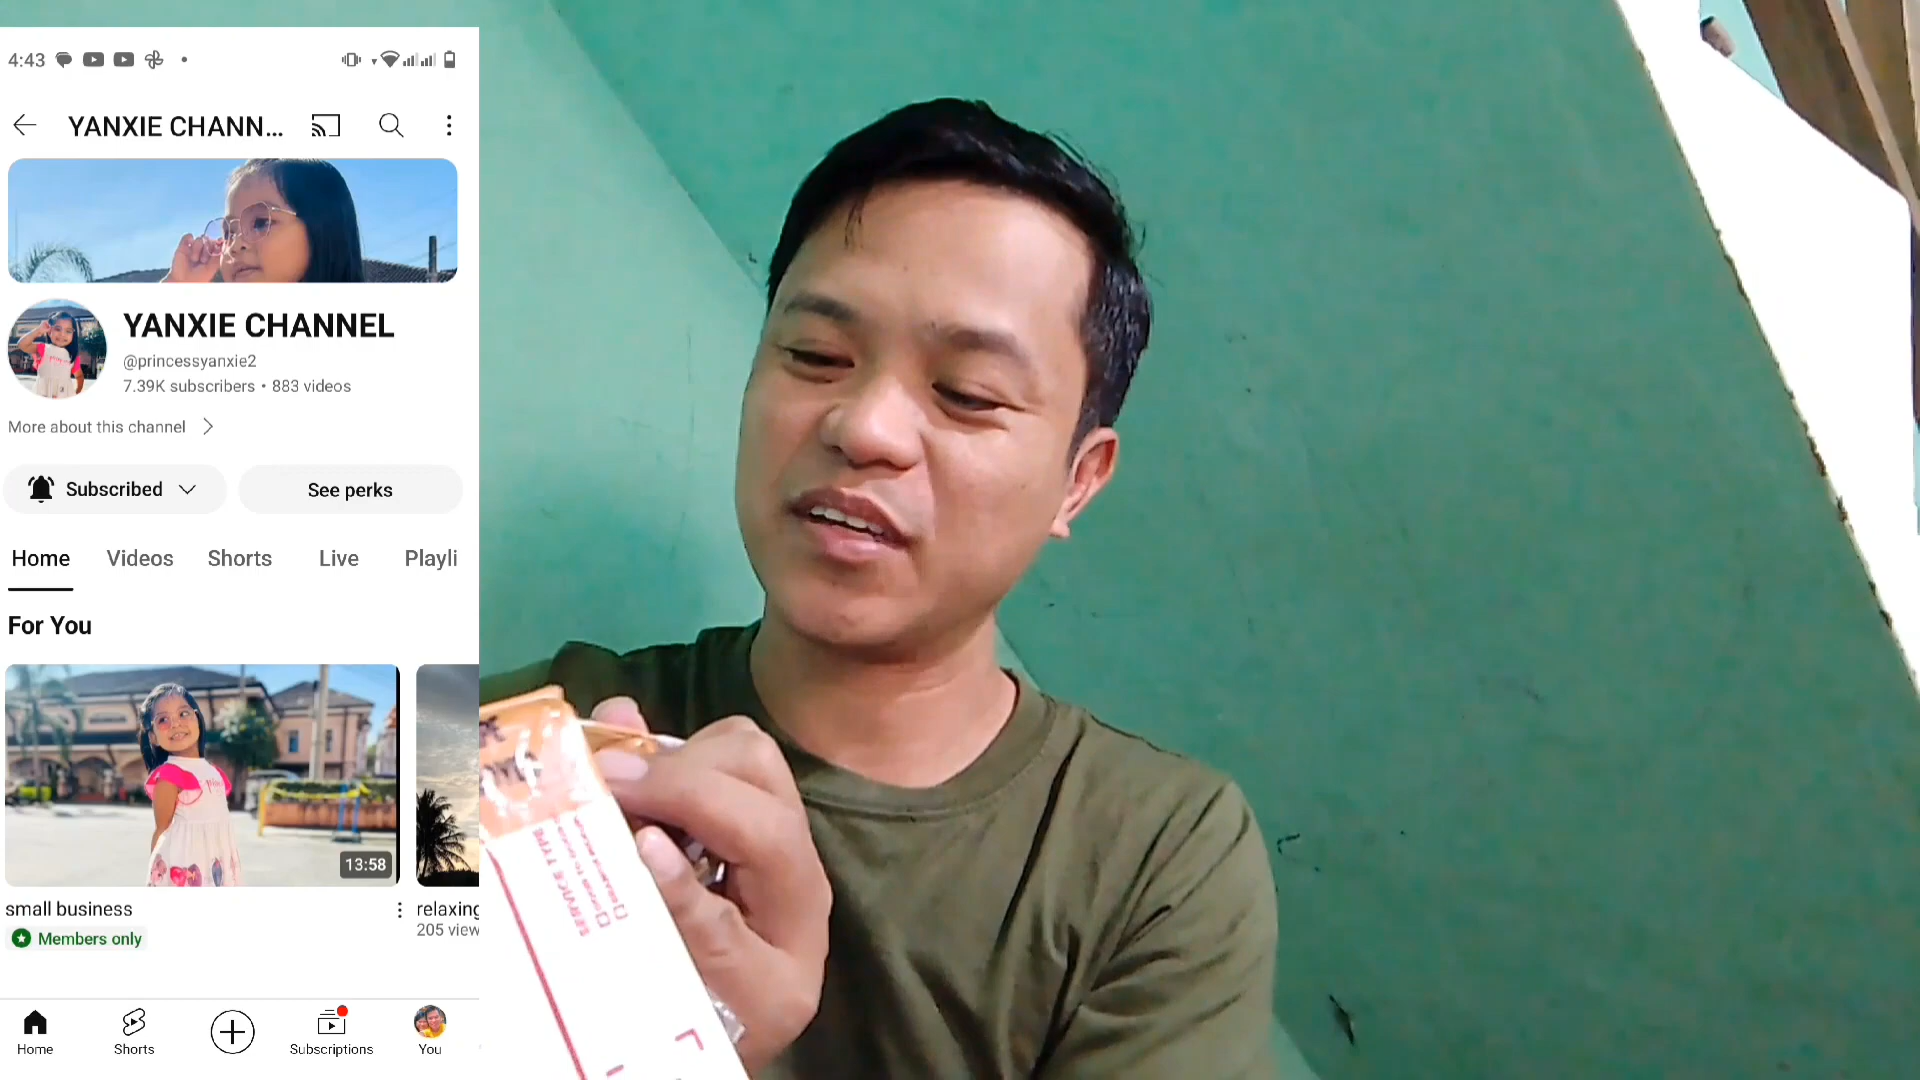 4:43
YANXIE CHANN...
YANXIE CHANNEL
@princessyanxie2
7.39K subscribers • 883 videos
More about this channel
Subscribed
See perks
Home
Videos
Shorts
Live
Playli
For You
13:58
small business
Members only
relaxing
205 view
Home
Shorts
Subscriptions
You
SERVICE TYPE